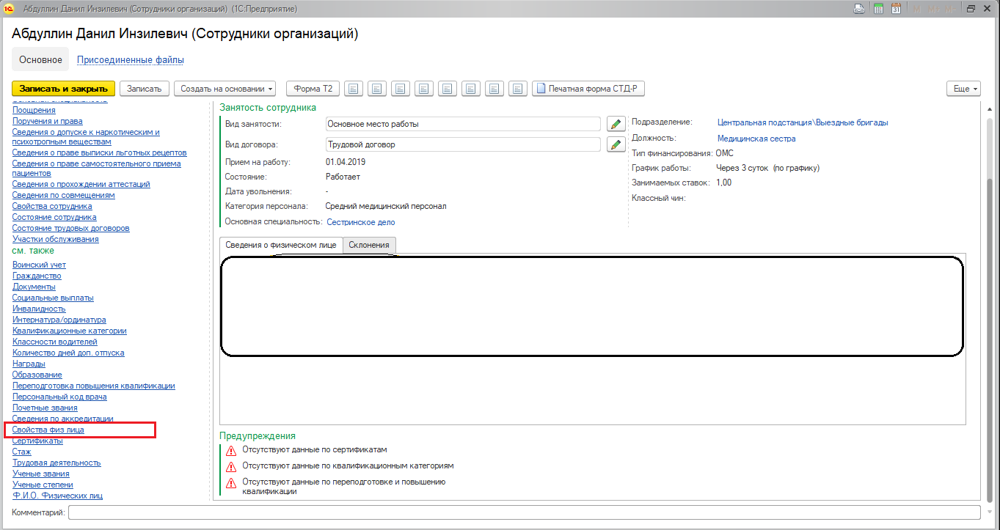 Абдуллин Данил Инзилевич (Сотрудники организаций) (1С:Предприятие)
Абдуллин Данил Инзилевич (Сотрудники организаций)
Основное
Присоединенные файлы
Записать и закрыть
Записать
Создать на основании
Форма Т2
Печатная форма СТД-Р
Еще
Поощрения
Поручения и права
Сведения о допуске к наркотическим и
психотропным веществам
Сведения о праве выписки льготных рецептов
Сведения о праве самостоятельного приема
пациентов
Сведения о прохождении аттестаций
Сведения по совмещениям
Свойства сотрудника
Состояние сотрудника
Состояние трудовых договоров
Участки обслуживания
см. также
Воинский учет
Гражданство
Документы
Социальные выплаты
Инвалидность
Интернатура/ординатура
Квалификационные категории
Классности водителей
Количество дней доп. отпуска
Награды
Образование
Переподготовка повышения квалификации
Персональный код врача
Почетные звания
Сведения по аккредитации
Свойства физ лица
Сертификаты
Стаж
Трудовая деятельность
Ученые звания
Ученые степени
Ф.И.О. Физических лиц
Занятость сотрудника
Вид занятости: Основное место работы
Вид договора: Трудовой договор
Прием на работу: 01.04.2019
Состояние: Работает
Дата увольнения: -
Категория персонала: Средний медицинский персонал
Основная специальность: Сестринское дело
Подразделение: Центральная подстанция\Выездные бригады
Должность: Медицинская сестра
Тип финансирования: ОМС
График работы: Через 3 суток (по графику)
Занимаемых ставок: 1,00
Классный чин:
Сведения о физическом лице
Склонения
Предупреждения
Отсутствуют данные по сертификатам
Отсутствуют данные по квалификационным категориям
Отсутствуют данные по переподготовке и повышению
квалификации
Комментарий: